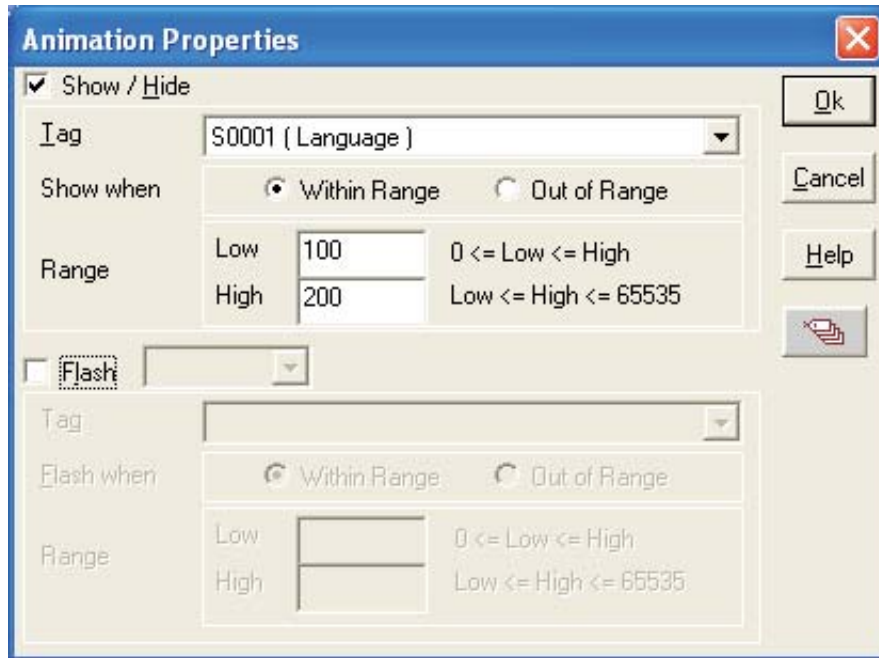 Animation Properties
Show / Hide
Ok
Tag S0001 ( Language )
Cancel
Show when Within Range Out of Range
Range Low 100 0 <= Low <= High
Help
High 200 Low <= High <= 65535
Flash
Tag
Flash when Within Range Out of Range
Range Low 0 <= Low <= High
High Low <= High <= 65535